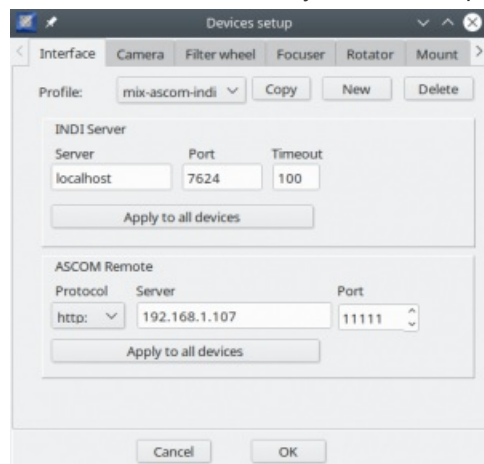 Devices setup
Interface Camera Filter wheel Focuser Rotator Mount
Profile: mix-ascom-indi Copy New Delete
INDI Server
Server Port Timeout
localhost 7624 100
Apply to all devices
ASCOM Remote
Protocol Server Port
http: 192.168.1.107 11111
Apply to all devices
Cancel OK